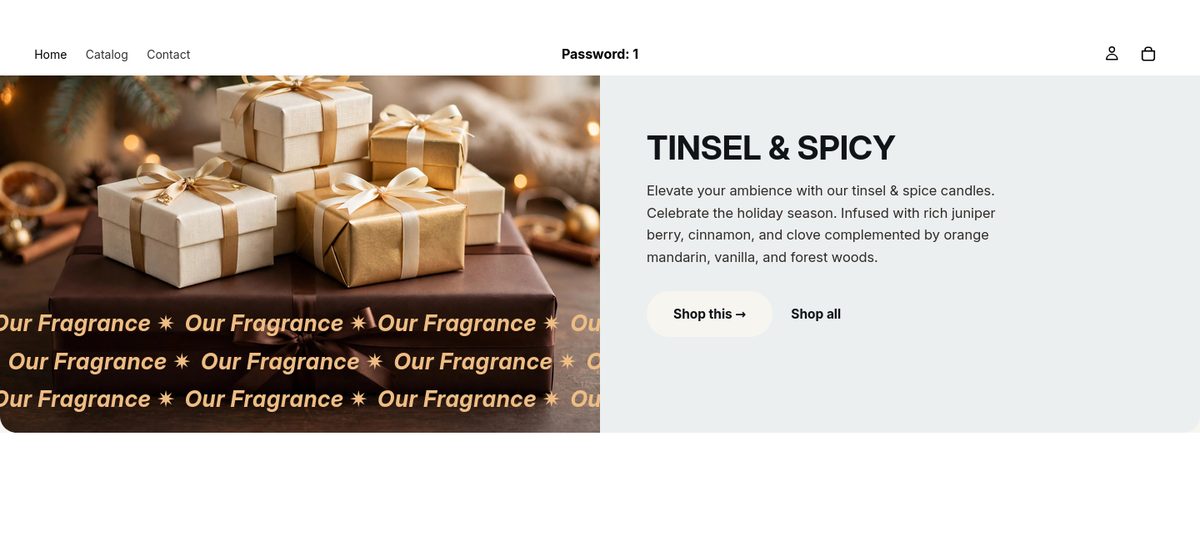 Home Catalog Contact
Password: 1
Our Fragrance ✷ Our Fragrance ✷ Our Fragrance ✷ Ou
Our Fragrance ✷ Our Fragrance ✷ Our Fragrance ✷ O
Our Fragrance ✷ Our Fragrance ✷ Our Fragrance ✷ Ou
TINSEL & SPICY
Elevate your ambience with our tinsel & spice candles.
Celebrate the holiday season. Infused with rich juniper
berry, cinnamon, and clove complemented by orange
mandarin, vanilla, and forest woods.
Shop this →
Shop all